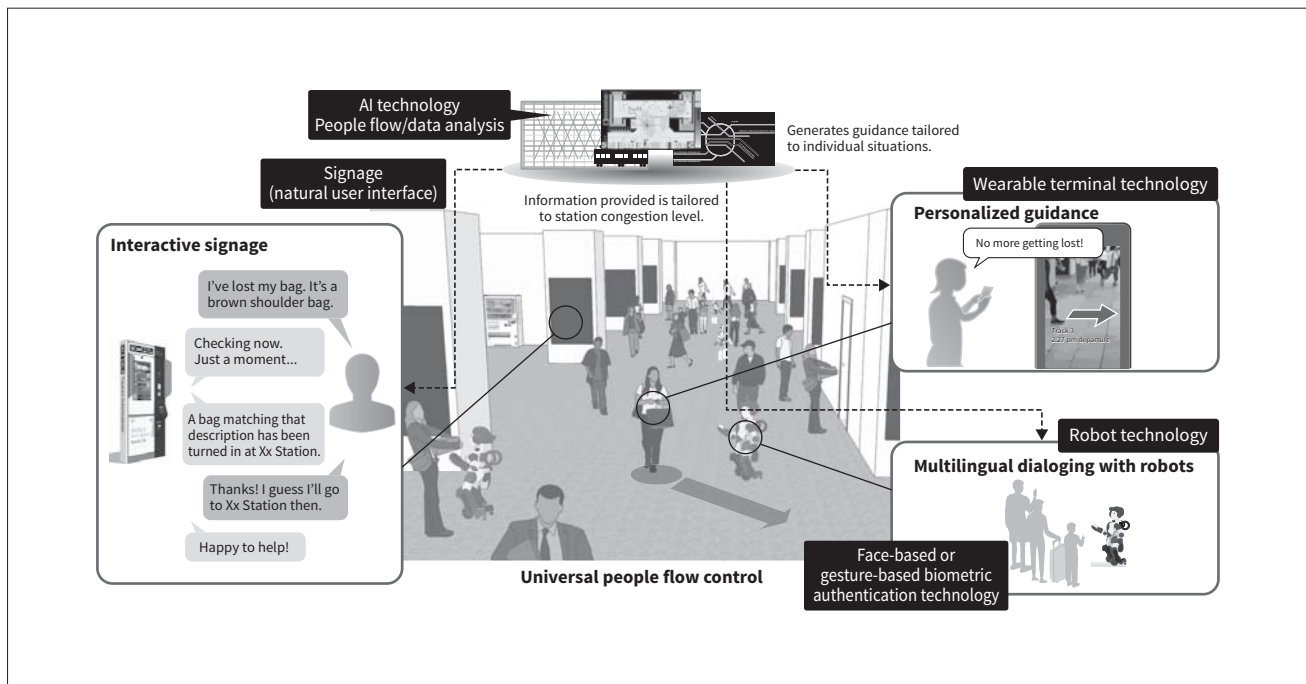 AI technology
People flow/data analysis
Generates guidance tailored
to individual situations.
Signage
(natural user interface)
Information provided is tailored
to station congestion level.
Wearable terminal technology
Personalized guidance
No more getting lost!
Track 3
2:27 pm departure
Interactive signage
I’ve lost my bag. It’s a
brown shoulder bag.
Checking now.
Just a moment...
A bag matching that
description has been
turned in at Xx Station.
Thanks! I guess I’ll go
to Xx Station then.
Happy to help!
Robot technology
Multilingual dialoging with robots
Face-based or
gesture-based biometric
authentication technology
Universal people flow control